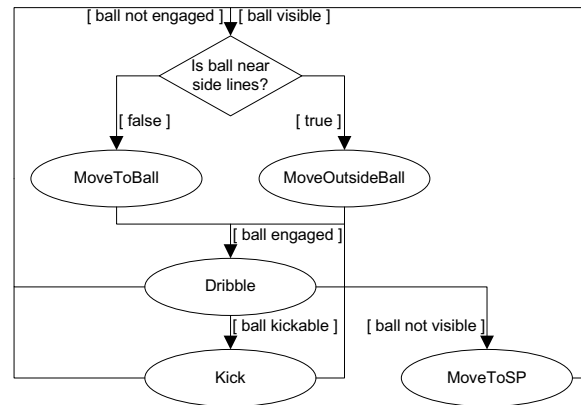 [ ball not engaged ] [ ball visible ]
Is ball near
side lines?
[ false ]
[ true ]
MoveToBall
MoveOutsideBall
[ ball engaged ]
Dribble
[ ball kickable ]
[ ball not visible ]
Kick
MoveToSP